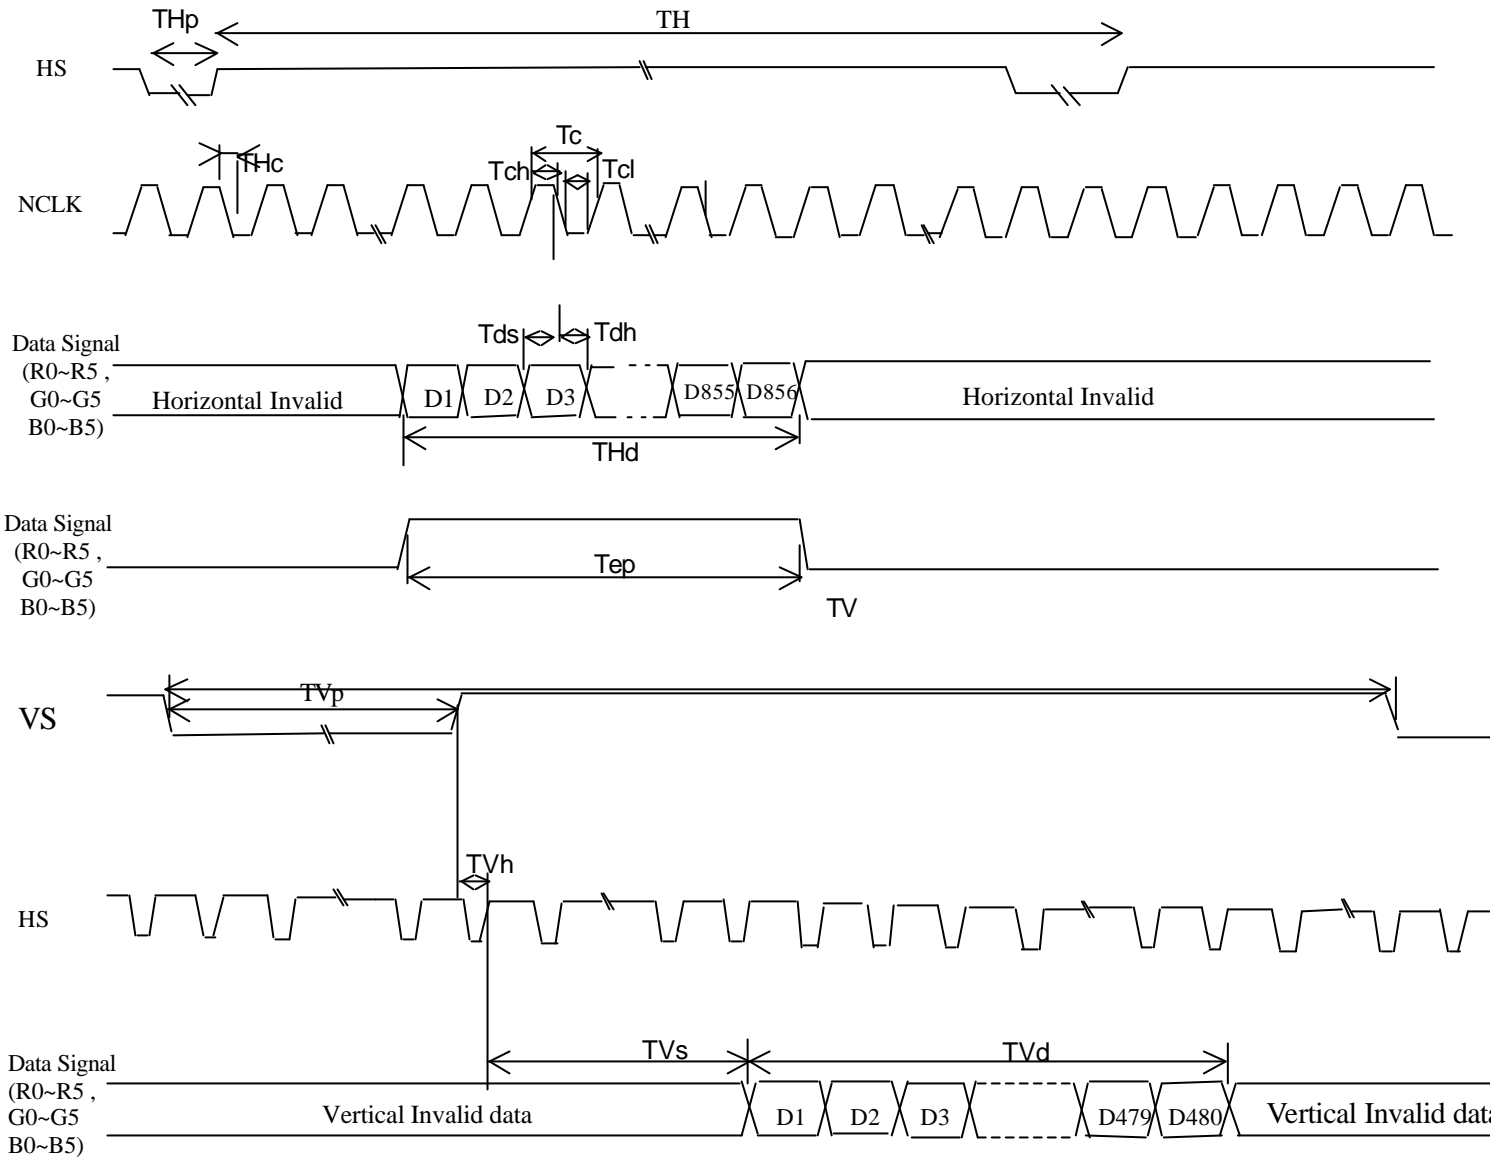 THp
TH
HS
THc
Tc
Tch
Tcl
NCLK
Tds
Tdh
Data Signal
(R0~R5 ,
G0~G5
B0~B5)
Horizontal Invalid
D1
D2
D3
D855
D856
Horizontal Invalid
THd
Data Signal
(R0~R5 ,
G0~G5
B0~B5)
Tep
TV
TVp
VS
TVh
HS
TVs
TVd
Data Signal
(R0~R5 ,
G0~G5
B0~B5)
Vertical Invalid data
D1
D2
D3
D479
D480
Vertical Invalid data